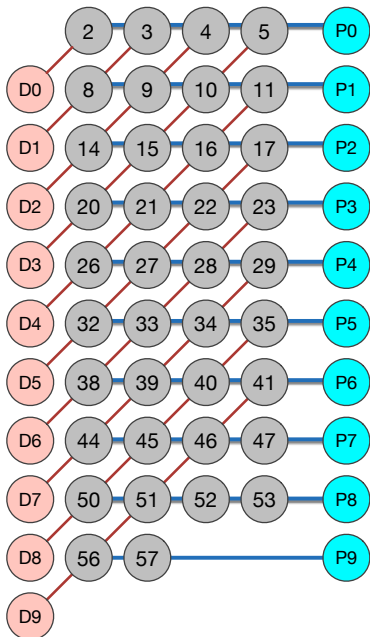 2 3 4 5 P0
D0 8 9 10 11 P1
D1 14 15 16 17 P2
D2 20 21 22 23 P3
D3 26 27 28 29 P4
D4 32 33 34 35 P5
D5 38 39 40 41 P6
D6 44 45 46 47 P7
D7 50 51 52 53 P8
D8 56 57 P9
D9